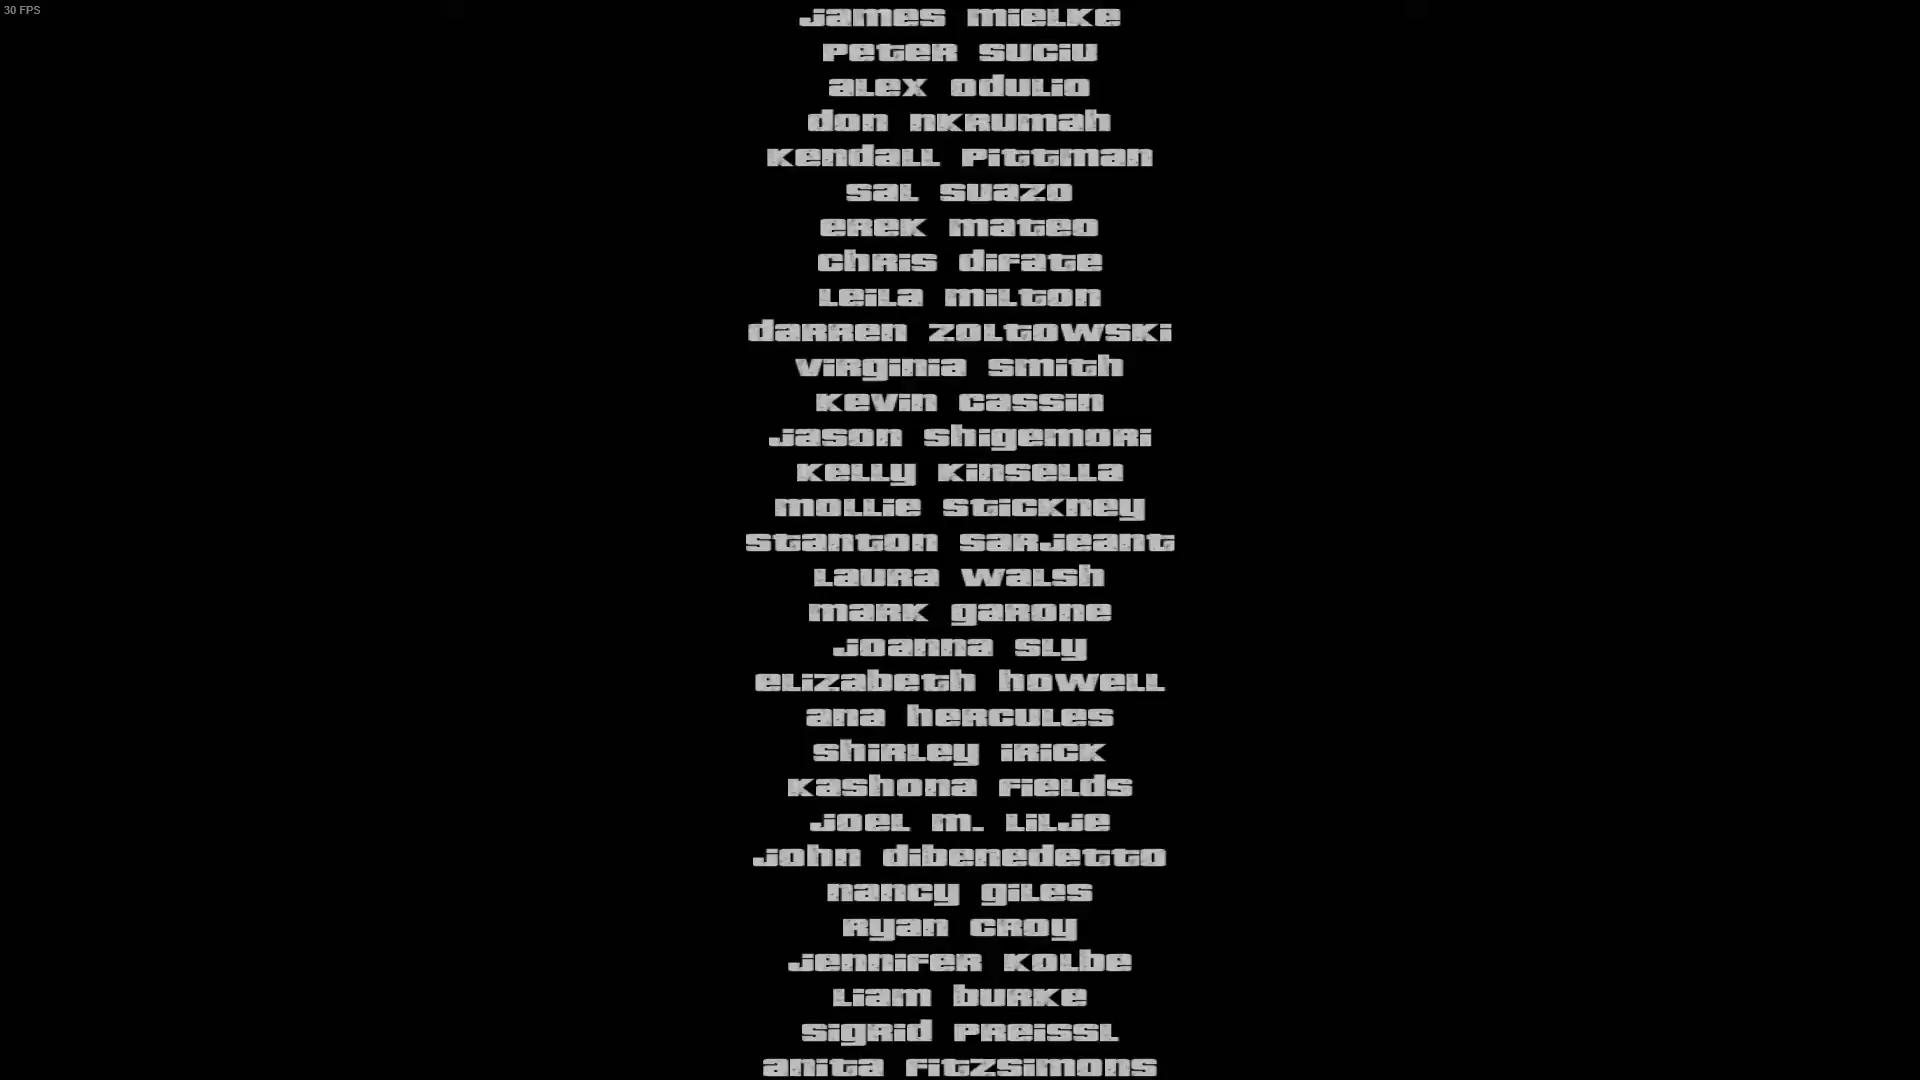 30 FPS
James Mielke
Peter Suciu
Alex Odulio
Don Nkrumah
Kendall Pittman
Sal Suazo
Erek Mateo
Chris DiFate
Leila Milton
Darren Zoltowski
Virginia Smith
Kevin Cassin
Jason Shigemori
Kelly Kinsella
Mollie Stickney
Stanton Sarjeant
Laura Walsh
Mark Garone
Joanna Sly
Elizabeth Howell
Ana Hercules
Shirley Irick
Kashona Fields
Joel M. Lilje
John DiBenedetto
Nancy Giles
Ryan Croy
Jennifer Kolbe
Liam Burke
Sigrid Preissl
Anita Fitzsimons